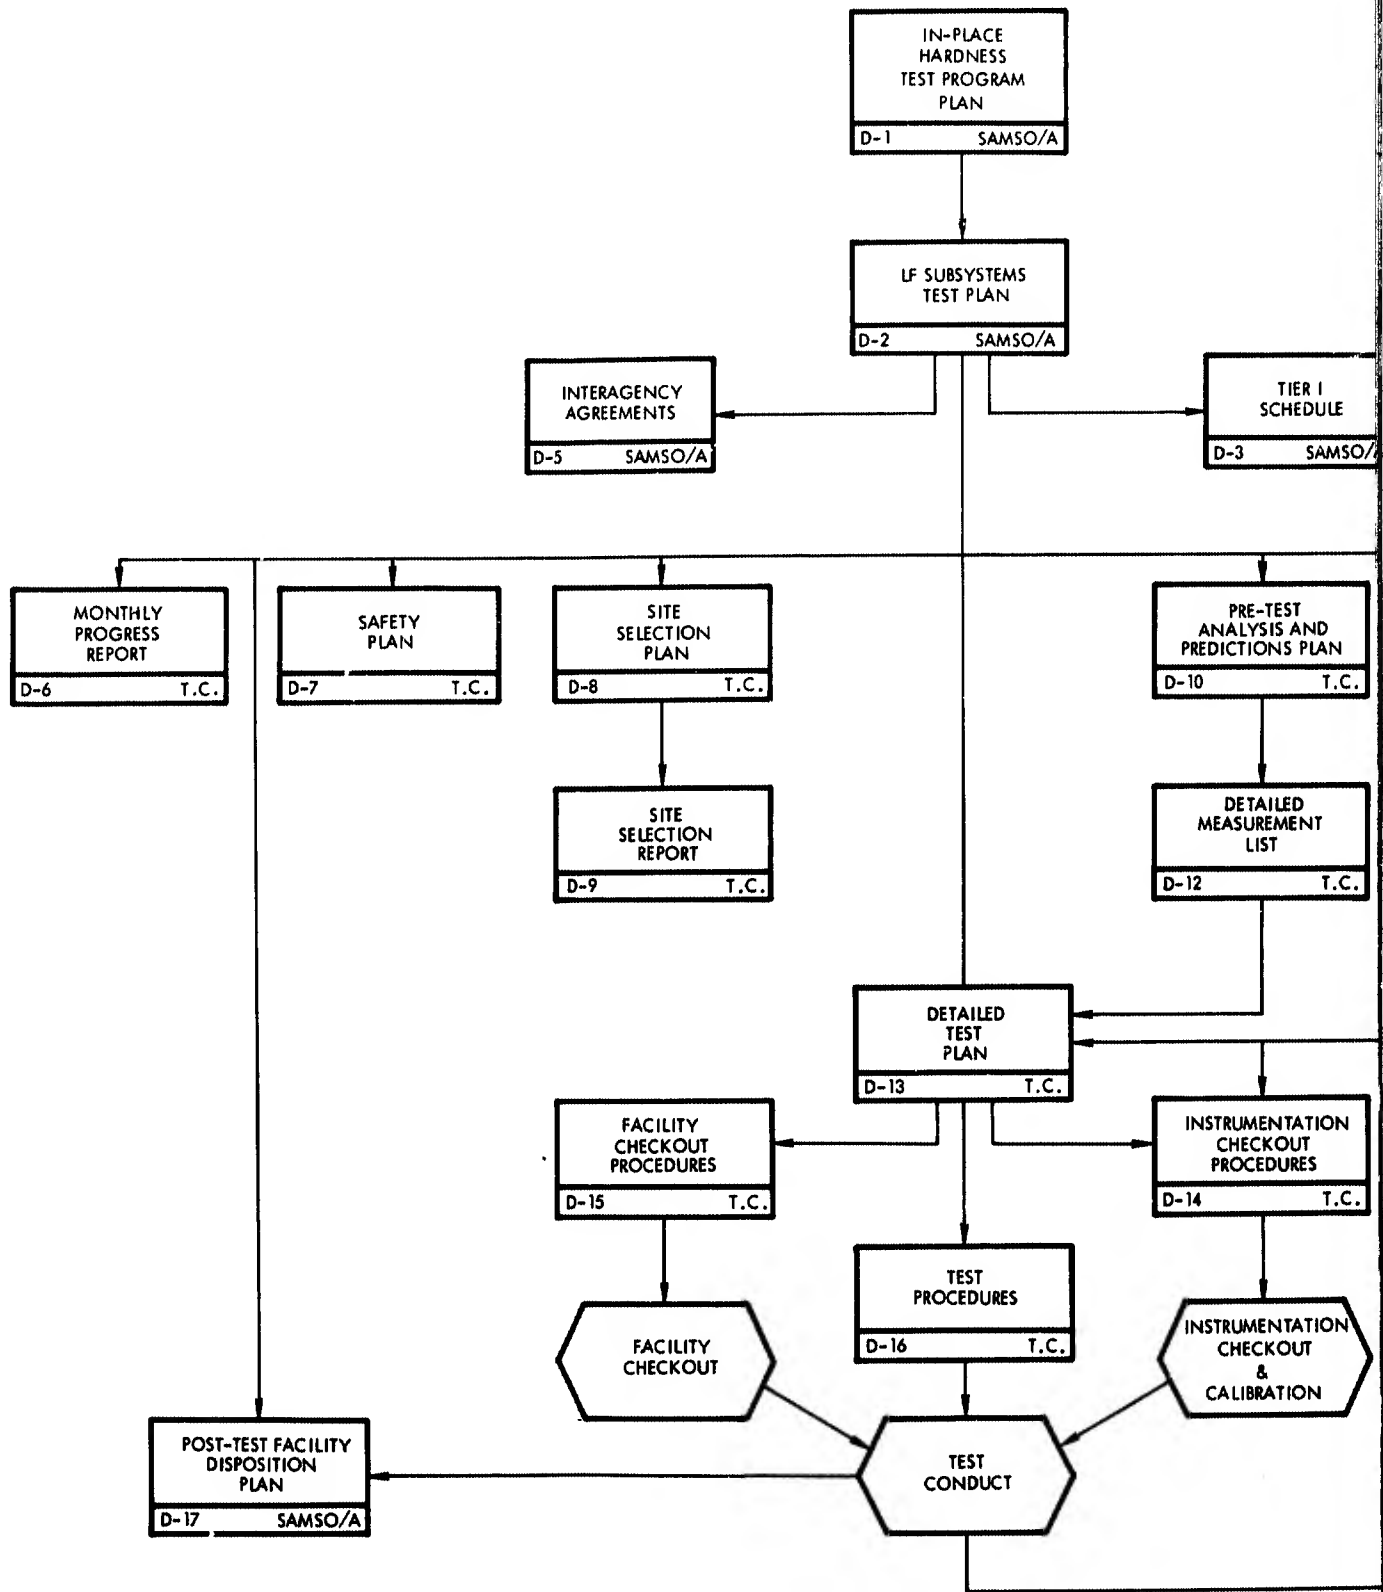 IN-PLACE
HARDNESS
TEST PROGRAM
PLAN
D-1 SAMSO/A
LF SUBSYSTEMS
TEST PLAN
D-2 SAMSO/A
INTERAGENCY
AGREEMENTS
D-5 SAMSO/A
TIER I
SCHEDULE
D-3 SAMSO/
MONTHLY
PROGRESS
REPORT
D-6 T.C.
SAFETY
PLAN
D-7 T.C.
SITE
SELECTION
PLAN
D-8 T.C.
PRE-TEST
ANALYSIS AND
PREDICTIONS PLAN
D-10 T.C.
SITE
SELECTION
REPORT
D-9 T.C.
DETAILED
MEASUREMENT
LIST
D-12 T.C.
DETAILED
TEST
PLAN
D-13 T.C.
FACILITY
CHECKOUT
PROCEDURES
D-15 T.C.
INSTRUMENTATION
CHECKOUT
PROCEDURES
D-14 T.C.
TEST
PROCEDURES
D-16 T.C.
FACILITY
CHECKOUT
INSTRUMENTATION
CHECKOUT
&
CALIBRATION
POST-TEST FACILITY
DISPOSITION
PLAN
D-17 SAMSO/A
TEST
CONDUCT